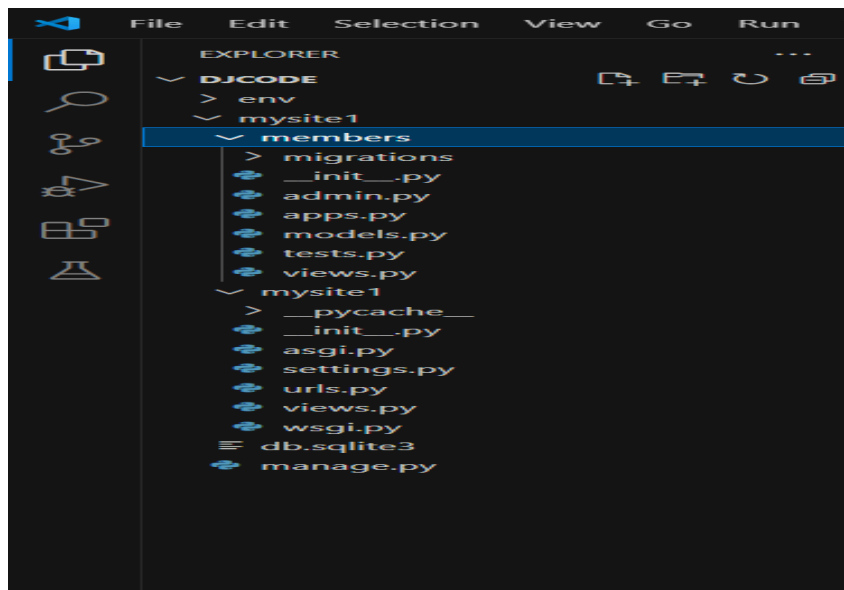 File Edit Selection View Go Run
EXPLORER
DJCODE
env
mysite1
members
migrations
__init__.py
admin.py
apps.py
models.py
tests.py
views.py
mysite1
__pycache__
__init__.py
asgi.py
settings.py
urls.py
views.py
wsgi.py
db.sqlite3
manage.py